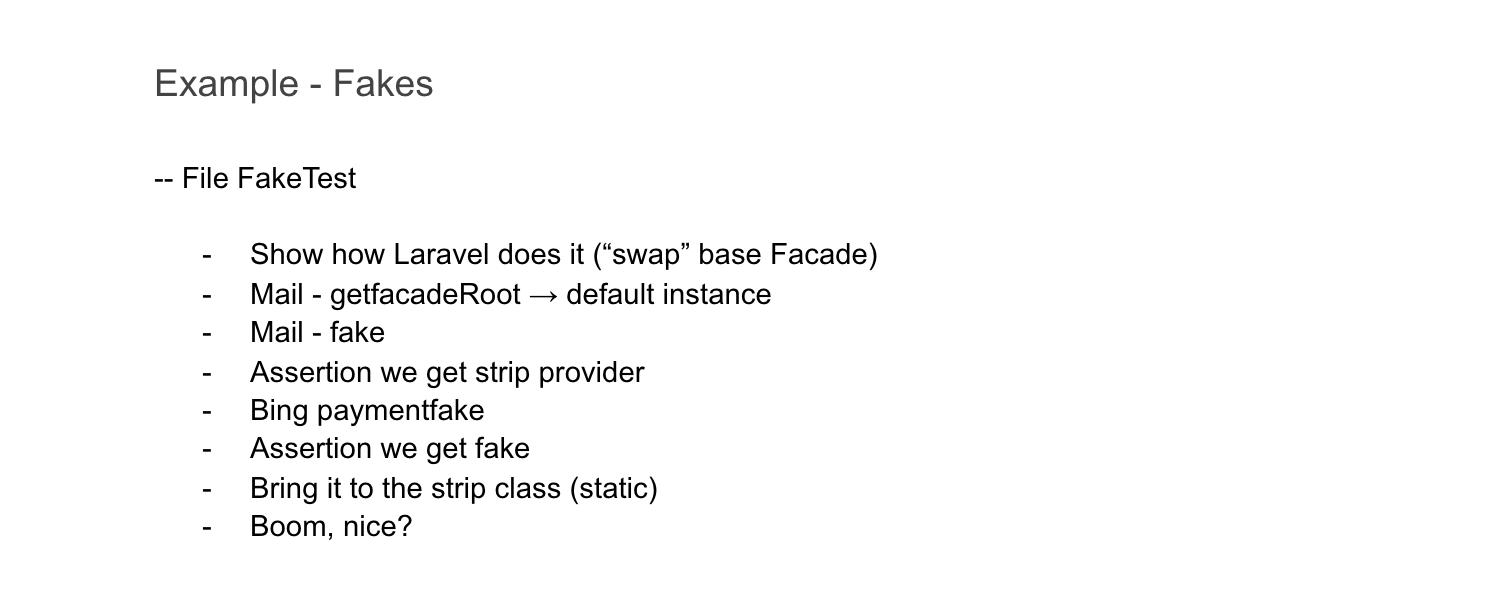 Example - Fakes
-- File FakeTest
- Show how Laravel does it (“swap” base Facade)
- Mail - getfacadeRoot → default instance
- Mail - fake
- Assertion we get strip provider
- Bing paymentfake
- Assertion we get fake
- Bring it to the strip class (static)
- Boom, nice?